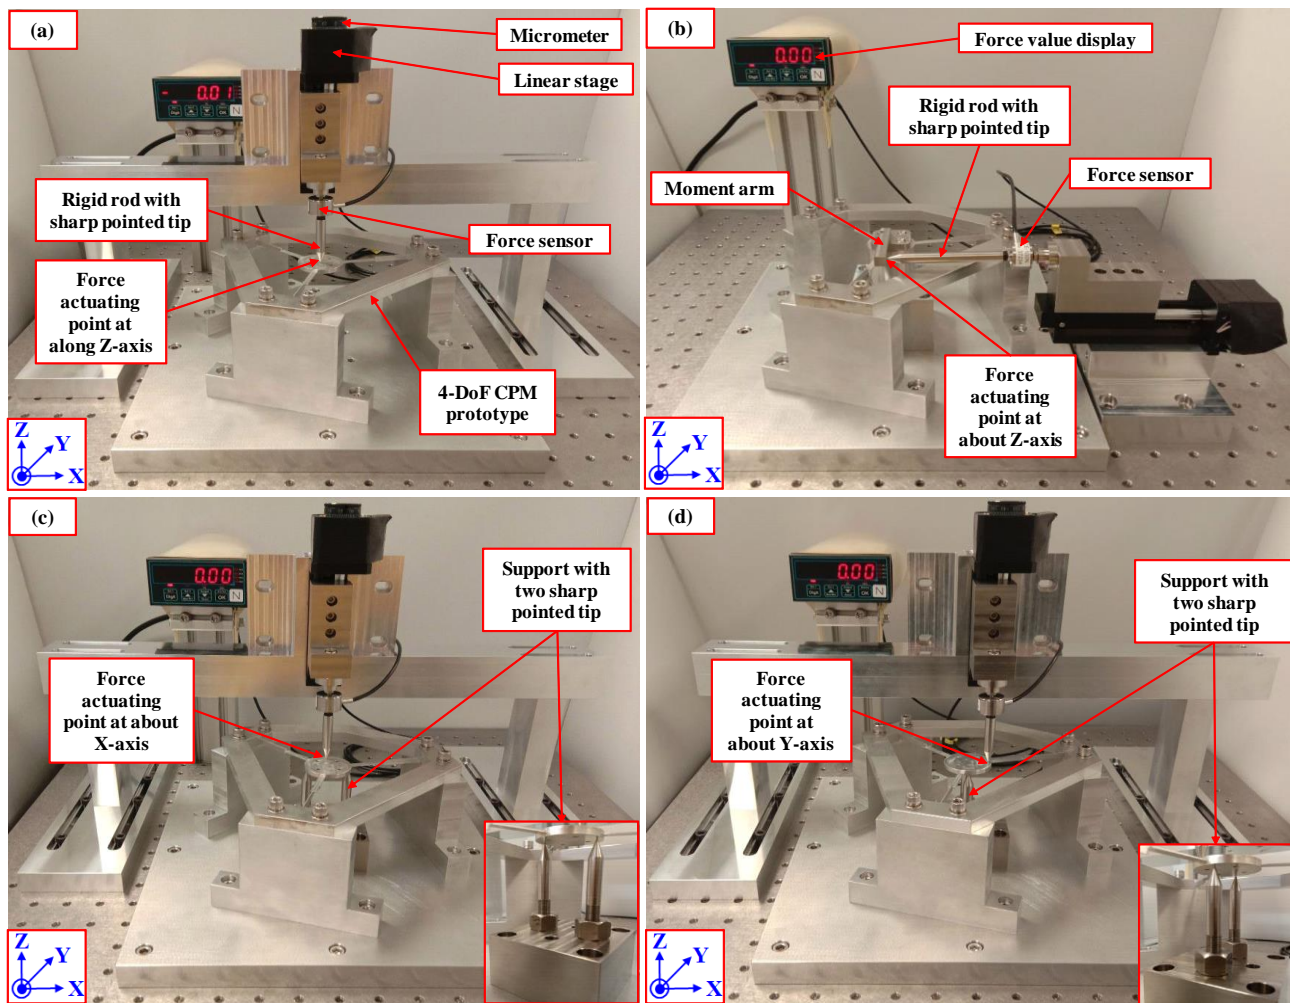 (a)
Micrometer
Linear stage
- 0.01
N
Rigid rod with
sharp pointed tip
Force sensor
Force
actuating
point at
along Z-axis
4-DoF CPM
prototype
Z
Y
X
(b)
Force value display
0.00
N
Rigid rod with
sharp pointed tip
Moment arm
Force sensor
Force
actuating
point at
about Z-axis
Z
Y
X
(c)
0.00
N
Support with
two sharp
pointed tip
Force
actuating
point at about
X-axis
Z
Y
X
(d)
0.00
N
Support with
two sharp
pointed tip
Force
actuating
point at
about Y-axis
Z
Y
X